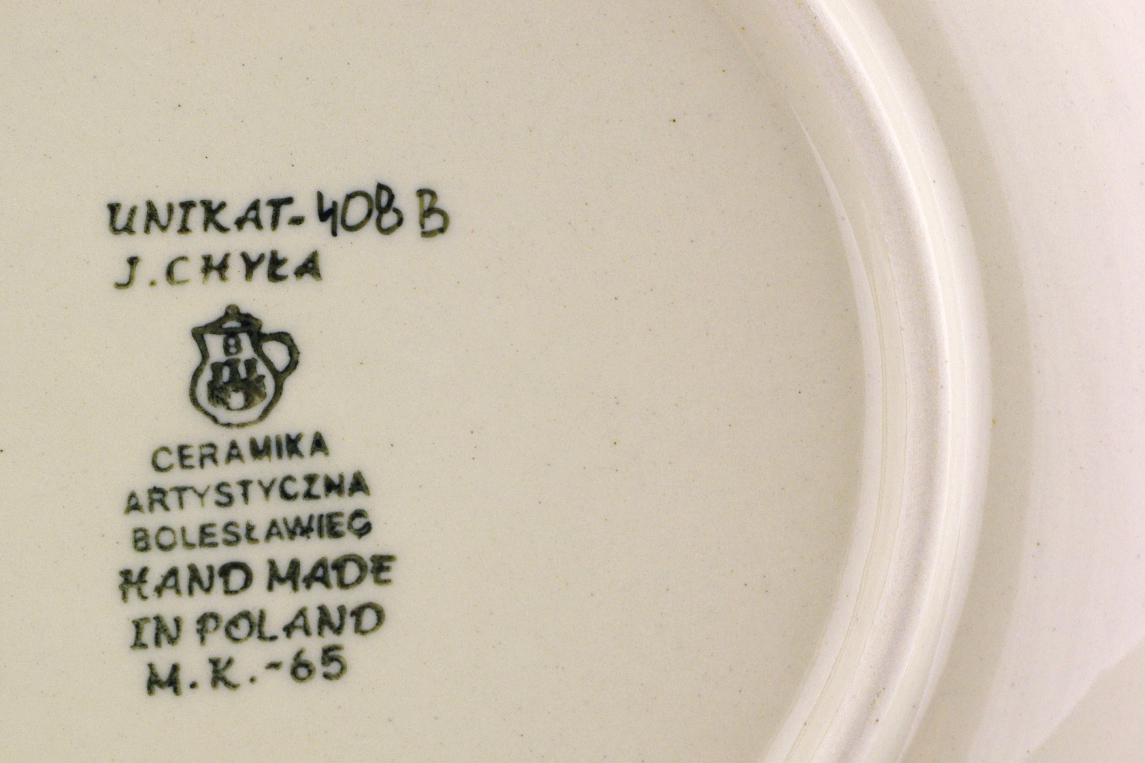 UNIKAT-408 B
J. CHYŁA
B
CERAMIKA
ARTYSTYCZNA
BOLESŁAWIEC
HAND MADE
IN POLAND
M.K.-65